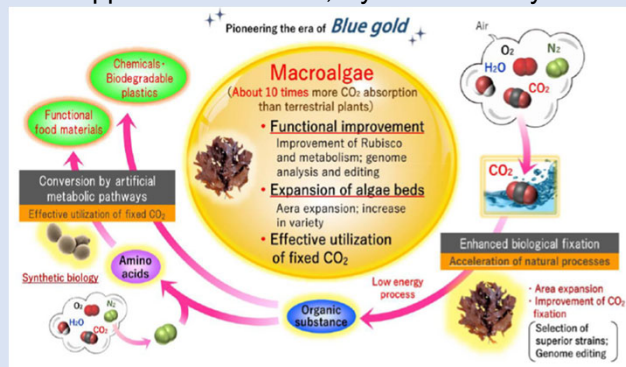 Pioneering the era of Blue gold
Macroalgae
(About 10 times more CO₂ absorption
than terrestrial plants)
• Functional improvement
Improvement of Rubisco
and metabolism; genome
analysis and editing
• Expansion of algae beds
Aera expansion; increase
in variety
• Effective utilization
of fixed CO₂
Air
O₂
N₂
H₂O
CO₂
CO₂
Enhanced biological fixation
Acceleration of natural processes
• Area expansion
• Improvement of CO₂
fixation
Selection of
superior strains;
Genome editing
Low energy
process
Organic
substance
Amino
acids
Chemicals・
Biodegradable
plastics
Functional
food materials
Conversion by artificial
metabolic pathways
Effective utilization of fixed CO₂
Synthetic biology
O₂
N₂
H₂O
CO₂